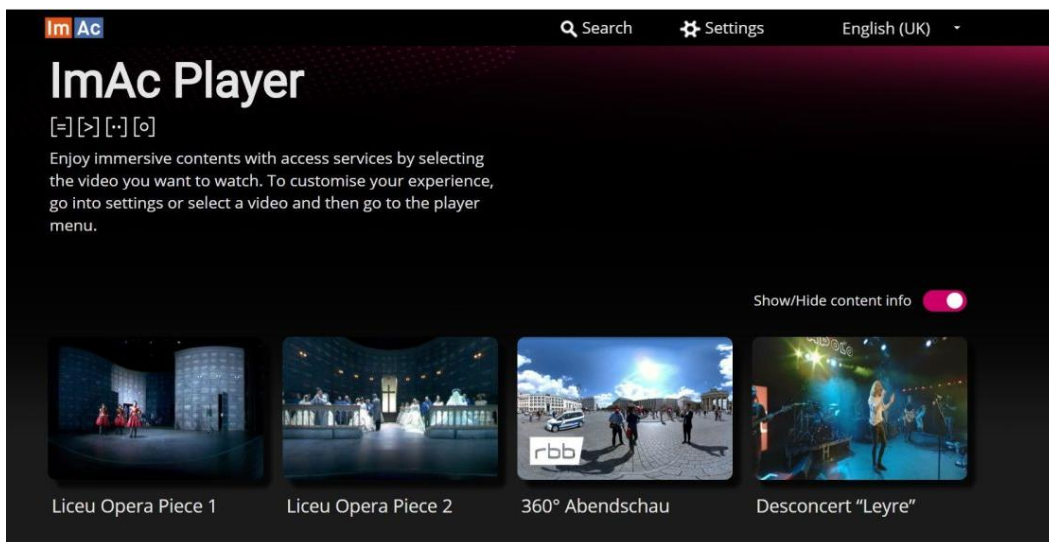 Im Ac
Search
Settings
English (UK)
ImAc Player
[=] [>] [··] [o]
Enjoy immersive contents with access services by selecting
the video you want to watch. To customise your experience,
go into settings or select a video and then go to the player
menu.
Show/Hide content info
rbb
Liceu Opera Piece 1
Liceu Opera Piece 2
360° Abendschau
Desconcert “Leyre”